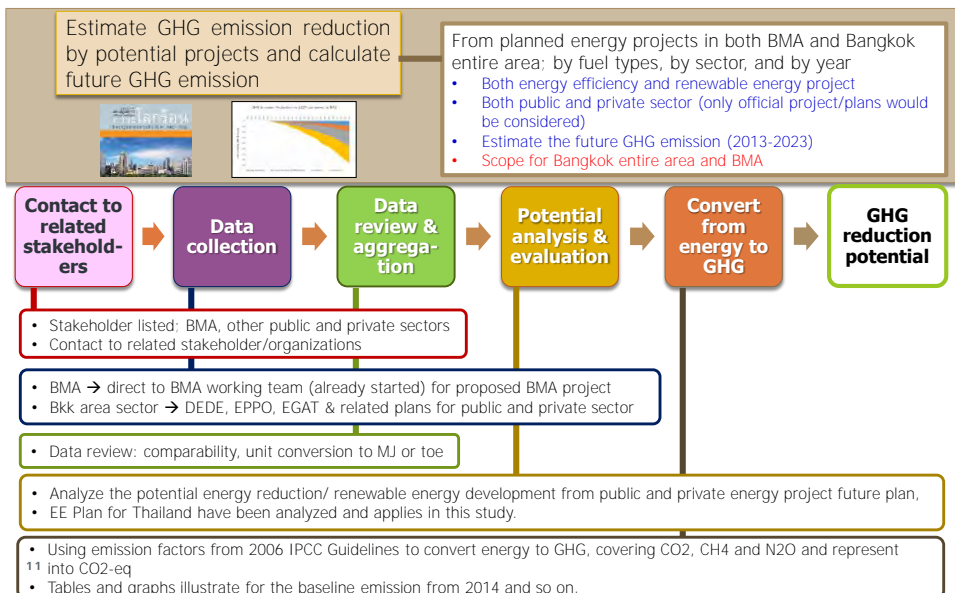 Estimate GHG emission reduction
by potential projects and calculate
future GHG emission
From planned energy projects in both BMA and Bangkok
entire area; by fuel types, by sector, and by year
• Both energy efficiency and renewable energy project
• Both public and private sector (only official project/plans would
be considered)
• Estimate the future GHG emission (2013-2023)
• Scope for Bangkok entire area and BMA
Contact to
related
stakehold-
ers
Data
collection
Data
review &
aggrega-
tion
Potential
analysis &
evaluation
Convert
from
energy to
GHG
GHG
reduction
potential
• Stakeholder listed: BMA, other public and private sectors
• Contact to related stakeholder/organizations
• BMA → direct to BMA working team (already started) for proposed BMA project
• Bkk area sector → DEDE, EPPO, EGAT & related plans for public and private sector
• Data review: comparability, unit conversion to MJ or toe
• Analyze the potential energy reduction/ renewable energy development from public and private energy project future plan,
• EE Plan for Thailand have been analyzed and applies in this study.
• Using emission factors from 2006 IPCC Guidelines to convert energy to GHG, covering CO2, CH4 and N2O and represent
11 into CO2-eq
• Tables and graphs illustrate for the baseline emission from 2014 and so on.